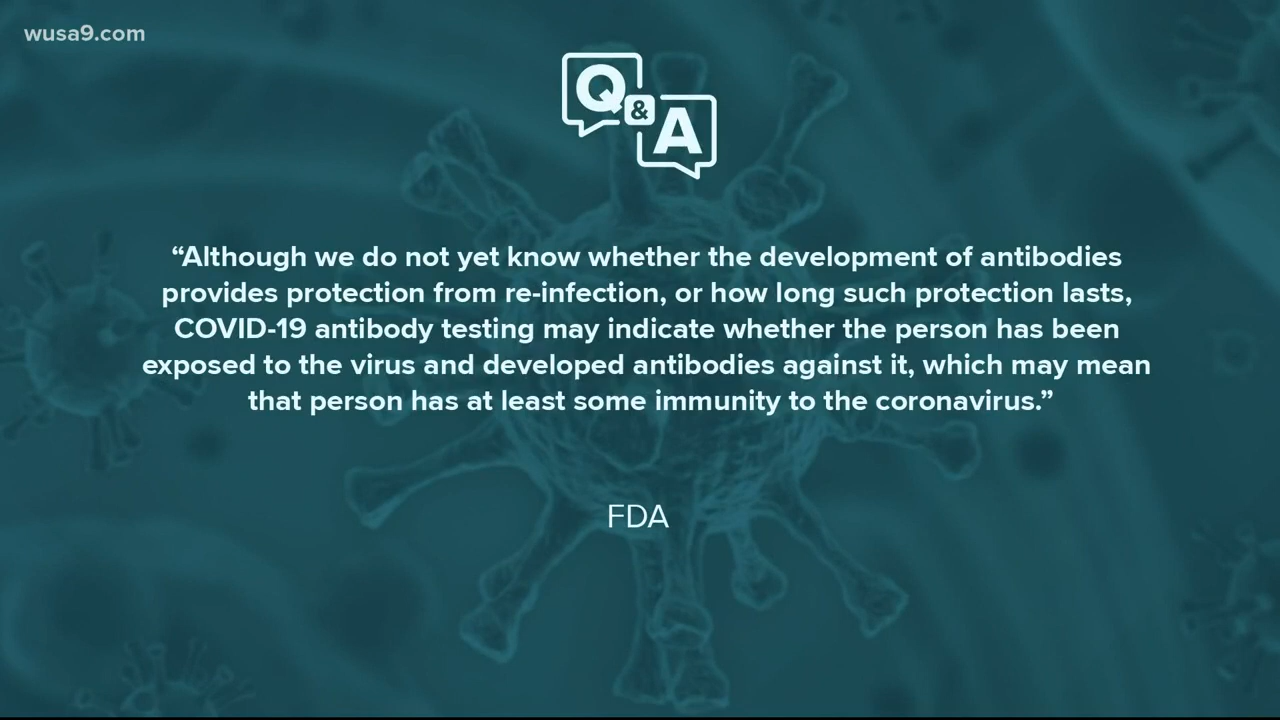 wusa9.com
Q & A
“Although we do not yet know whether the development of antibodies
provides protection from re-infection, or how long such protection lasts,
COVID-19 antibody testing may indicate whether the person has been
exposed to the virus and developed antibodies against it, which may mean
that person has at least some immunity to the coronavirus.”
FDA